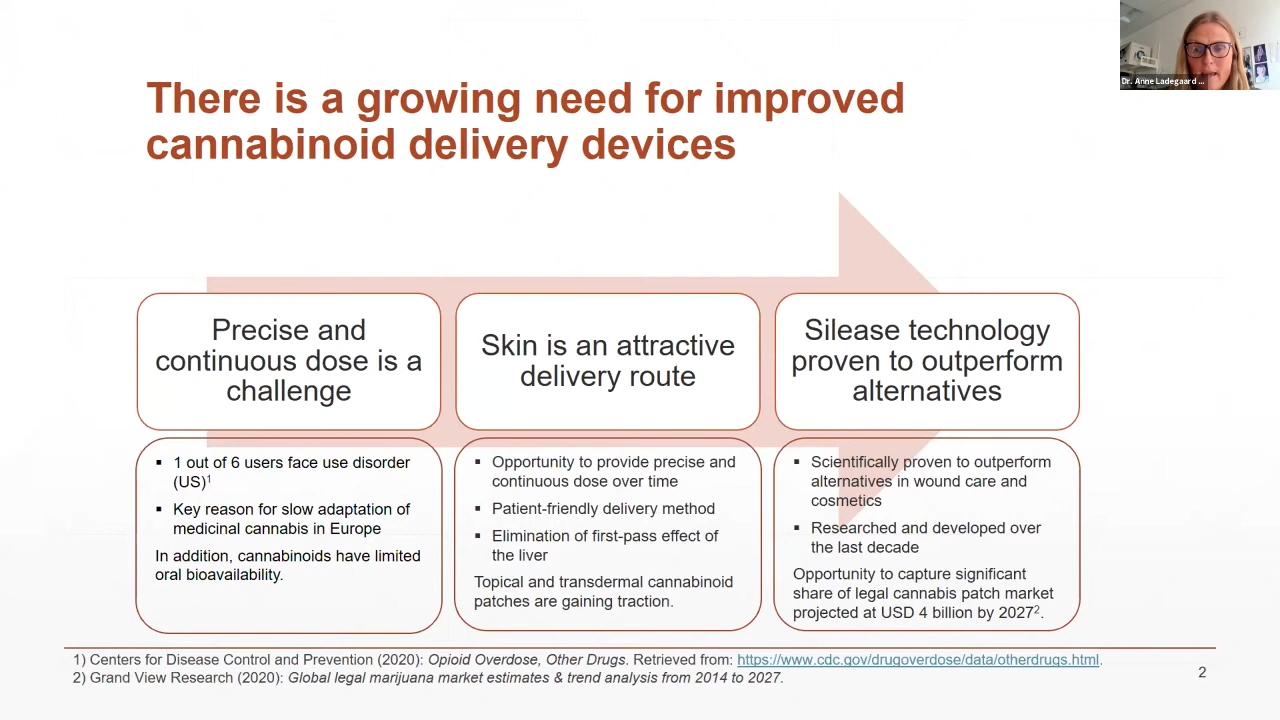 There is a growing need for improved
cannabinoid delivery devices
Dr. Anne Ladegaard ...
Precise and
continuous dose is a
challenge
Skin is an attractive
delivery route
Silease technology
proven to outperform
alternatives
▪ 1 out of 6 users face use disorder
(US)1
▪ Key reason for slow adaptation of
medicinal cannabis in Europe
In addition, cannabinoids have limited
oral bioavailability.
▪ Opportunity to provide precise and
continuous dose over time
▪ Patient-friendly delivery method
▪ Elimination of first-pass effect of
the liver
Topical and transdermal cannabinoid
patches are gaining traction.
▪ Scientifically proven to outperform
alternatives in wound care and
cosmetics
▪ Researched and developed over
the last decade
Opportunity to capture significant
share of legal cannabis patch market
projected at USD 4 billion by 20272.
1) Centers for Disease Control and Prevention (2020): Opioid Overdose, Other Drugs. Retrieved from: https://www.cdc.gov/drugoverdose/data/otherdrugs.html.
2) Grand View Research (2020): Global legal marijuana market estimates & trend analysis from 2014 to 2027.
2